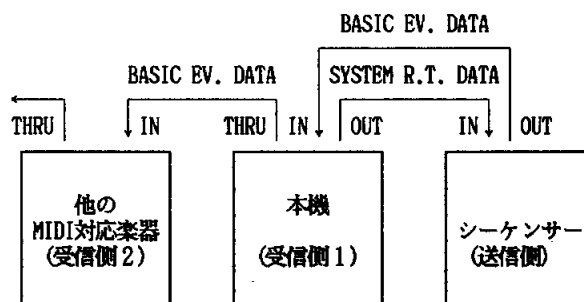 BASIC EV. DATA
BASIC EV. DATA SYSTEM R.T. DATA
THRU IN THRU IN OUT IN OUT
他の
MIDI対応楽器
(受信側2)
本機
(受信側1)
シーケンサー
(送信側)